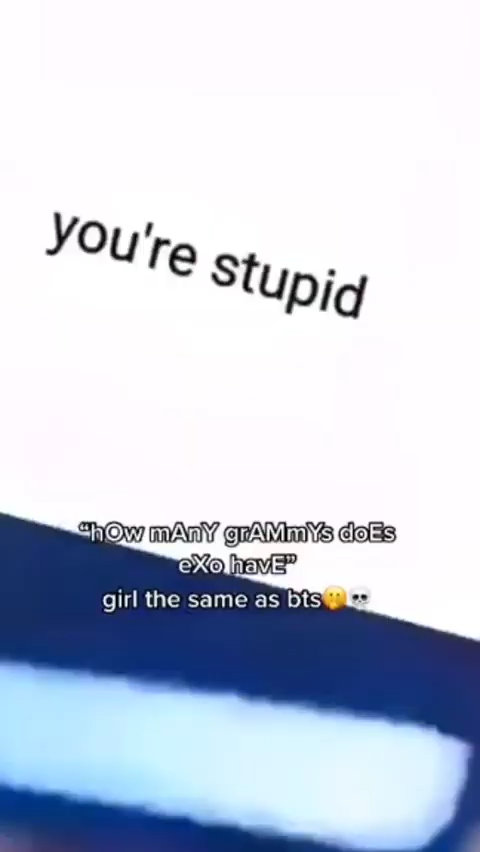 you're stupid
“hOw mAnY grAMmYs doEs
eXo havE”
girl the same as bts🤫💀